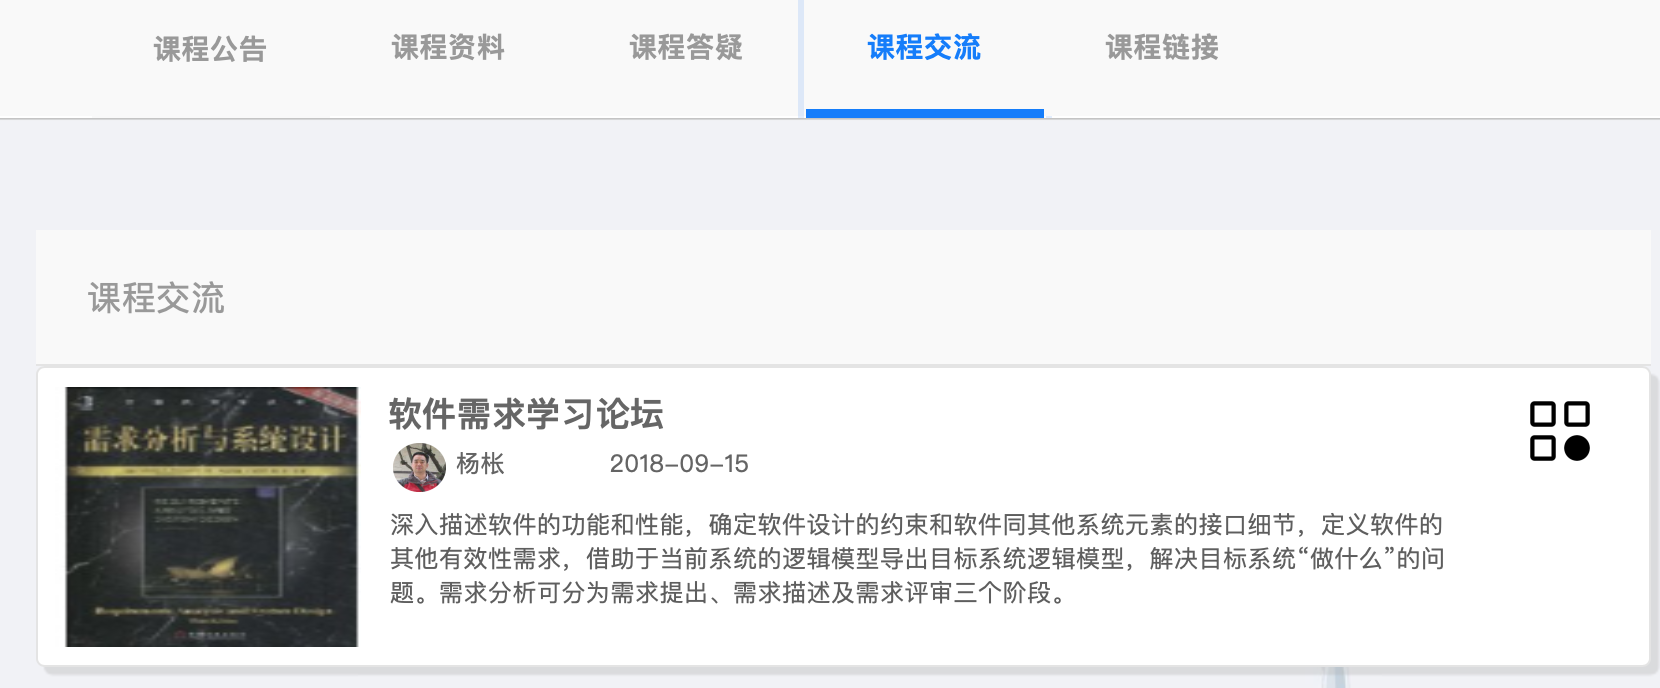 课程公告
课程资料
课程答疑
课程交流
课程链接
课程交流
需求分析与系统设计
软件需求学习论坛
杨枨
2018-09-15
深入描述软件的功能和性能，确定软件设计的约束和软件同其他系统元素的接口细节，定义软件的
其他有效性需求，借助于当前系统的逻辑模型导出目标系统逻辑模型，解决目标系统“做什么”的问
题。需求分析可分为需求提出、需求描述及需求评审三个阶段。